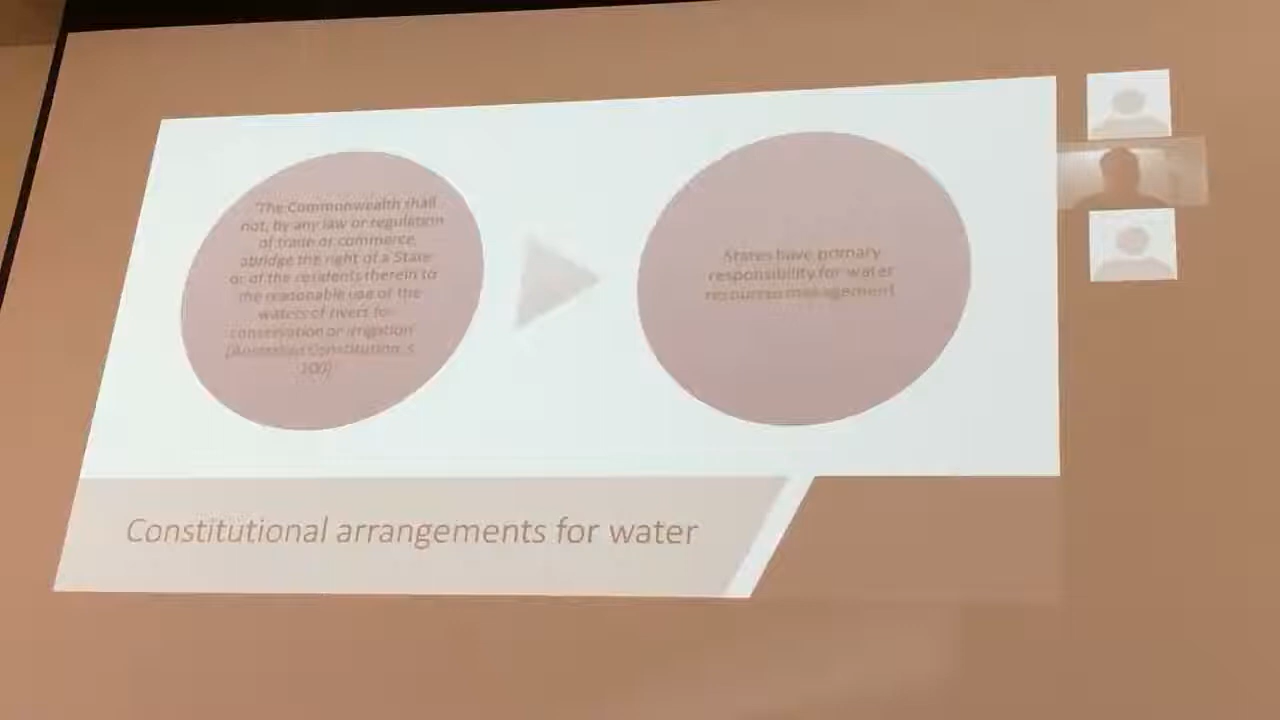 "The Commonwealth shall
not, by any law or regulation
of trade or commerce,
abridge the right of a State
or of the residents therein to
the reasonable use of the
waters of rivers for
conservation or irrigation
(Australian Constitution, s
100)
States have primary
responsibility for water
resources management
Constitutional arrangements for water